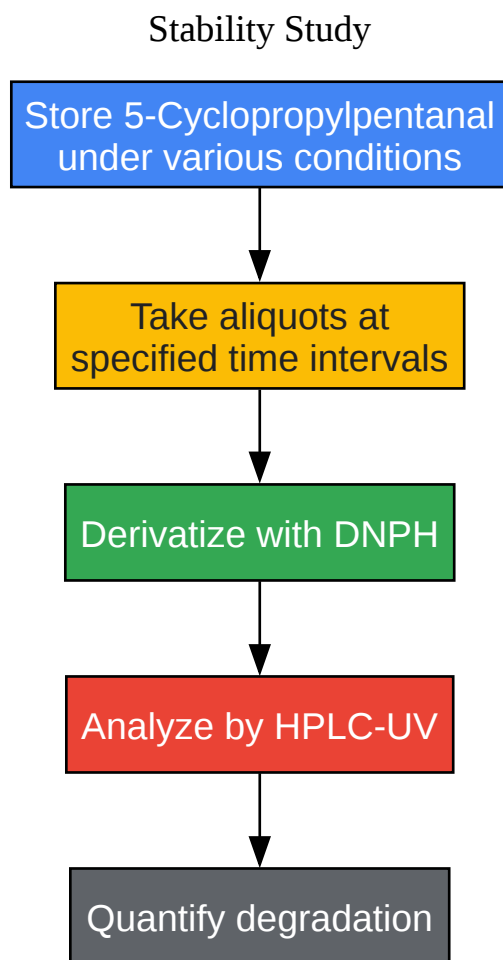 Stability Study
Store 5-Cyclopropylpentanal
under various conditions
Take aliquots at
specified time intervals
Derivatize with DNPH
Analyze by HPLC-UV
Quantify degradation